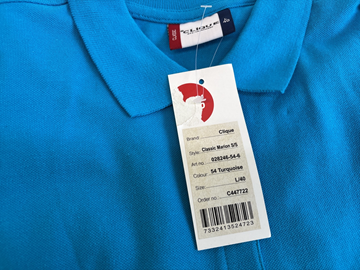 CLIQUE
Brand: Clique
Style: Classic Marion S/S
Art.no: 028246-54-6
Colour: 54 Turquoise
Size: L/40
Order no.: C447722
7332413524723